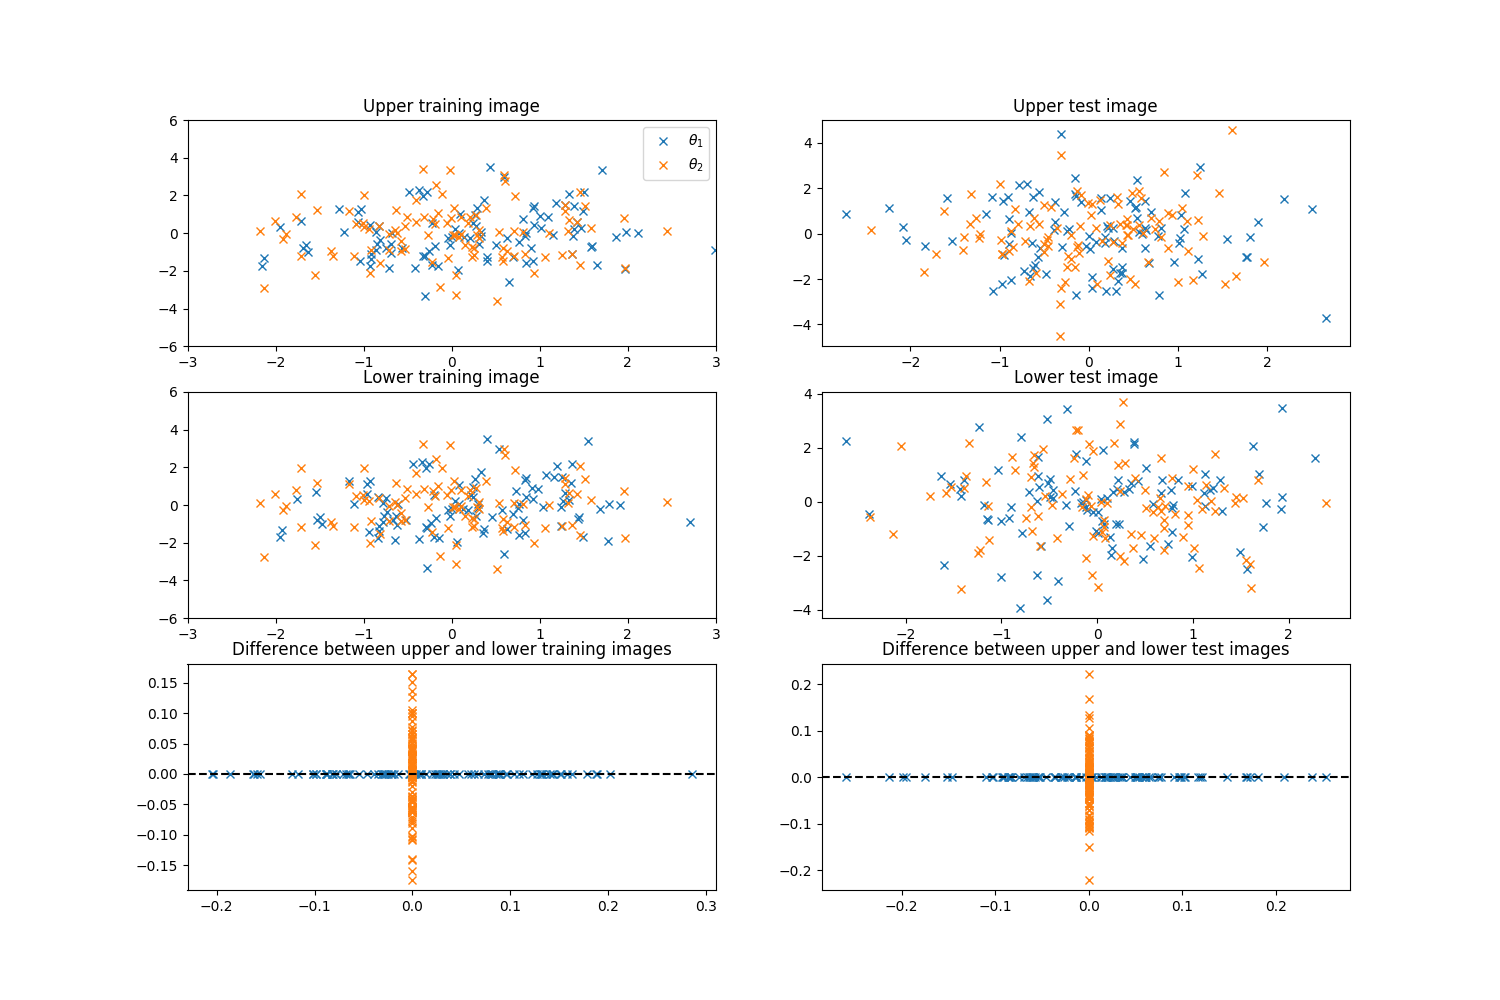 Upper training image
6
4
2
0
−2
−4
−6
−3 −2 −1 0 1 2 3
θ1
θ2
Upper test image
4
2
0
−2
−4
−2 −1 0 1 2
Lower training image
6
4
2
0
−2
−4
−6
−3 −2 −1 0 1 2 3
Lower test image
4
2
0
−2
−4
−2 −1 0 1 2
Difference between upper and lower training images
0.15
0.10
0.05
0.00
−0.05
−0.10
−0.15
−0.2 −0.1 0.0 0.1 0.2 0.3
Difference between upper and lower test images
0.2
0.1
0.0
−0.1
−0.2
−0.2 −0.1 0.0 0.1 0.2